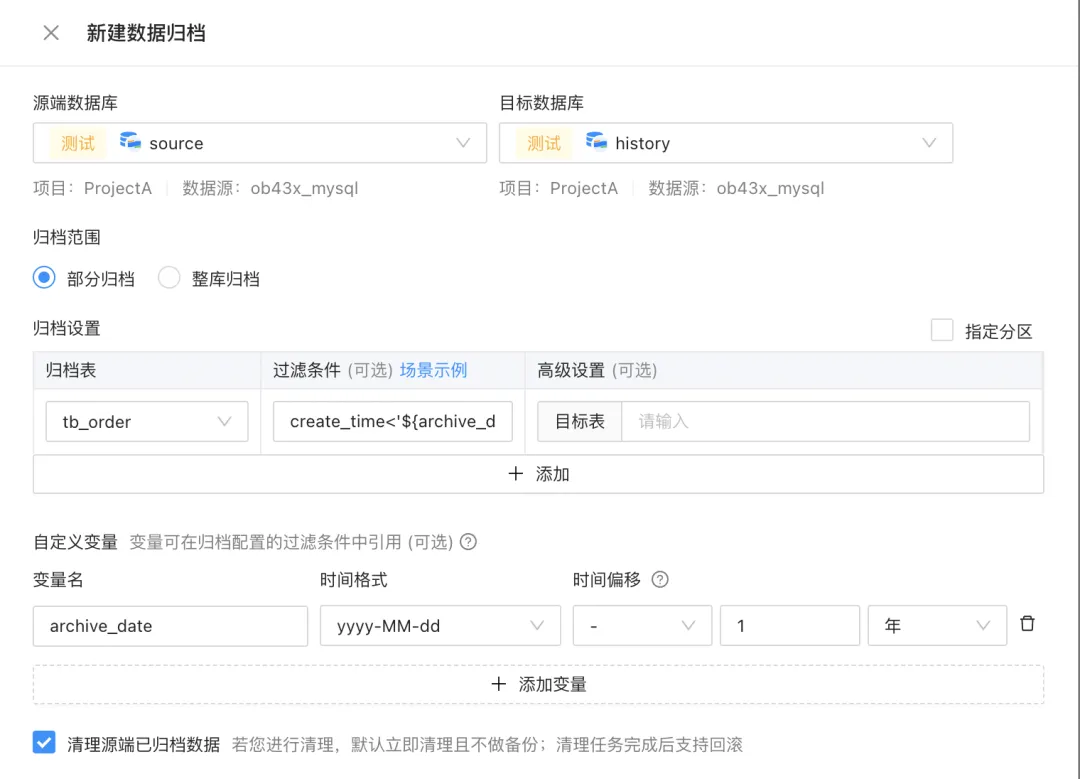 新建数据归档
源端数据库 目标数据库
测试 source 测试 history
项目：ProjectA 数据源：ob43x_mysql 项目：ProjectA 数据源：ob43x_mysql
归档范围
部分归档 整库归档
归档设置 指定分区
归档表 过滤条件 (可选) 场景示例 高级设置 (可选)
tb_order create_time<'${archive_d 目标表 请输入
+ 添加
自定义变量 变量可在归档配置的过滤条件中引用 (可选) ?
变量名 时间格式 时间偏移 ?
archive_date yyyy-MM-dd - 1 年
+ 添加变量
清理源端已归档数据 若您进行清理，默认立即清理且不做备份；清理任务完成后支持回滚